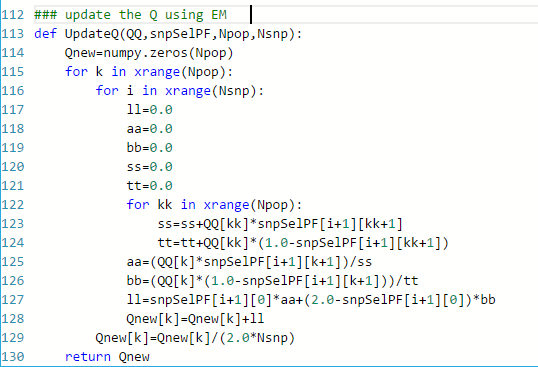 112 ### update the Q using EM
113 def UpdateQ(QQ,snpSelPF,Npop,Nsnp):
114     Qnew=numpy.zeros(Npop)
115     for k in xrange(Npop):
116         for i in xrange(Nsnp):
117             ll=0.0
118             aa=0.0
119             bb=0.0
120             ss=0.0
121             tt=0.0
122             for kk in xrange(Npop):
123                 ss=ss+QQ[kk]*snpSelPF[i+1][kk+1]
124                 tt=tt+QQ[kk]*(1.0-snpSelPF[i+1][kk+1])
125             aa=(QQ[k]*snpSelPF[i+1][k+1])/ss
126             bb=(QQ[k]*(1.0-snpSelPF[i+1][k+1]))/tt
127             ll=snpSelPF[i+1][0]*aa+(2.0-snpSelPF[i+1][0])*bb
128             Qnew[k]=Qnew[k]+ll
129         Qnew[k]=Qnew[k]/(2.0*Nsnp)
130     return Qnew